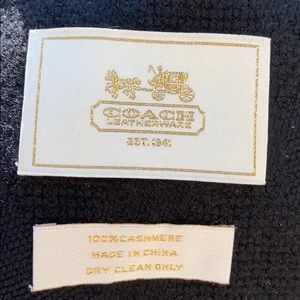 COACH
LEATHERWARE
EST. 1941
100% CASHMERE
MADE IN CHINA
DRY CLEAN ONLY